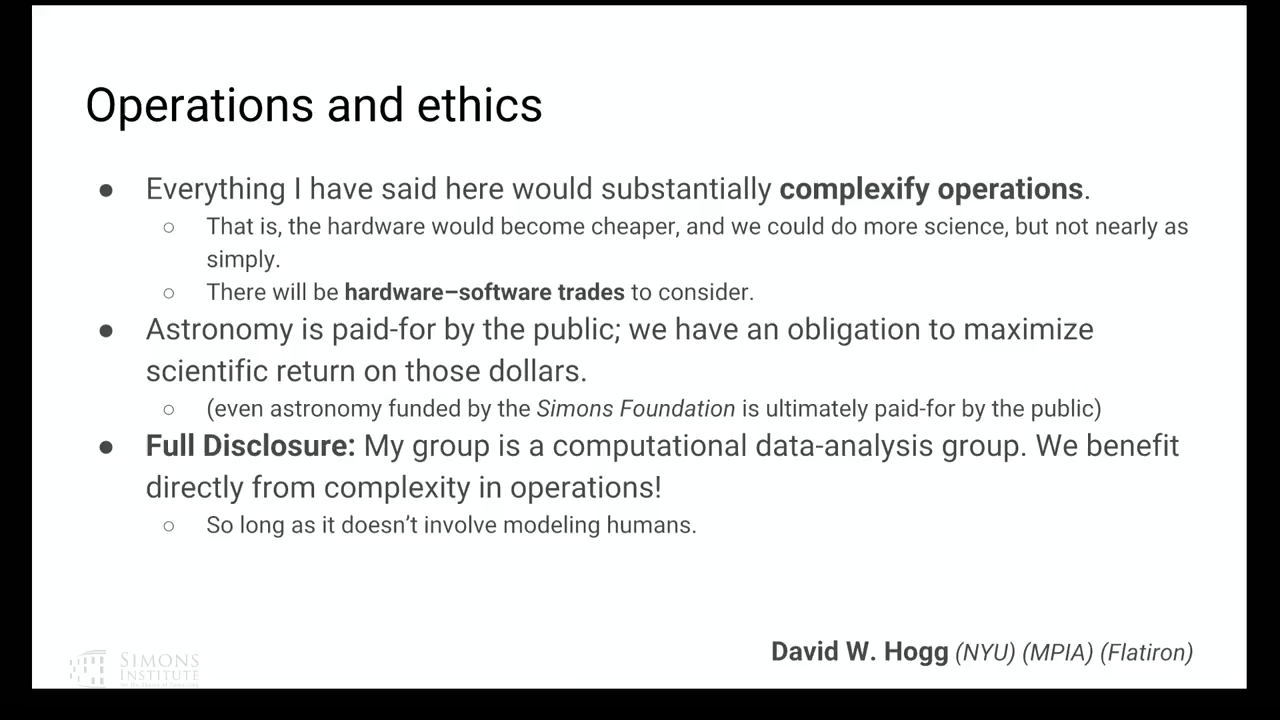 Operations and ethics
● Everything I have said here would substantially complexify operations.
○ That is, the hardware would become cheaper, and we could do more science, but not nearly as
simply.
○ There will be hardware–software trades to consider.
● Astronomy is paid-for by the public; we have an obligation to maximize
scientific return on those dollars.
○ (even astronomy funded by the Simons Foundation is ultimately paid-for by the public)
● Full Disclosure: My group is a computational data-analysis group. We benefit
directly from complexity in operations!
○ So long as it doesn’t involve modeling humans.
David W. Hogg (NYU) (MPIA) (Flatiron)
SIMONS
INSTITUTE